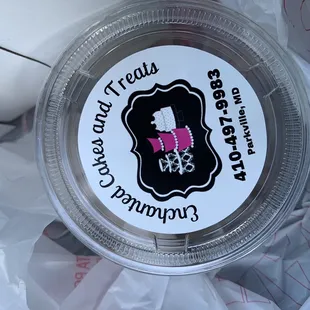 Enchanted Cakes and Treats
410-497-9983
Parkville, MD